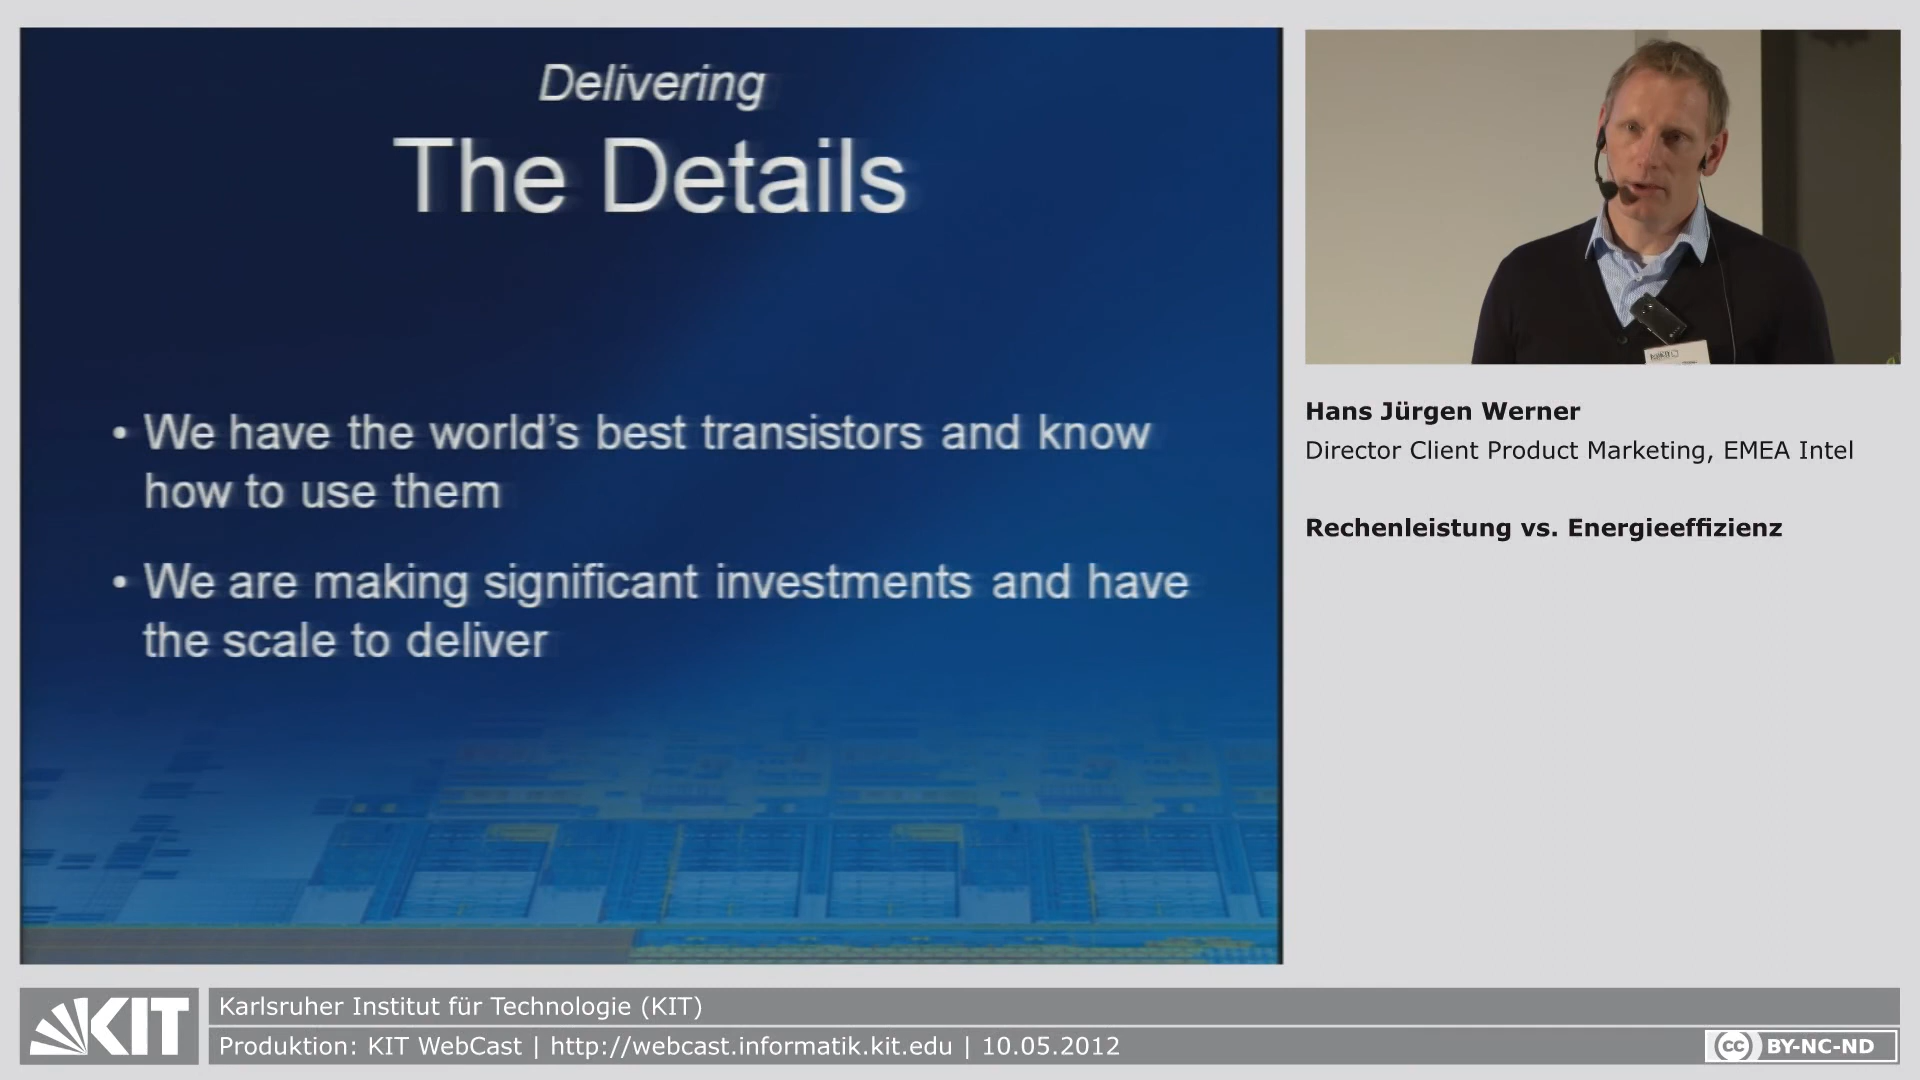 Delivering
The Details
• We have the world's best transistors and know
how to use them
• We are making significant investments and have
the scale to deliver
Hans Jürgen Werner
Director Client Product Marketing, EMEA Intel
Rechenleistung vs. Energieeffizienz
KIT
Karlsruher Institut für Technologie (KIT)
Produktion: KIT WebCast | http://webcast.informatik.kit.edu | 10.05.2012
cc BY-NC-ND